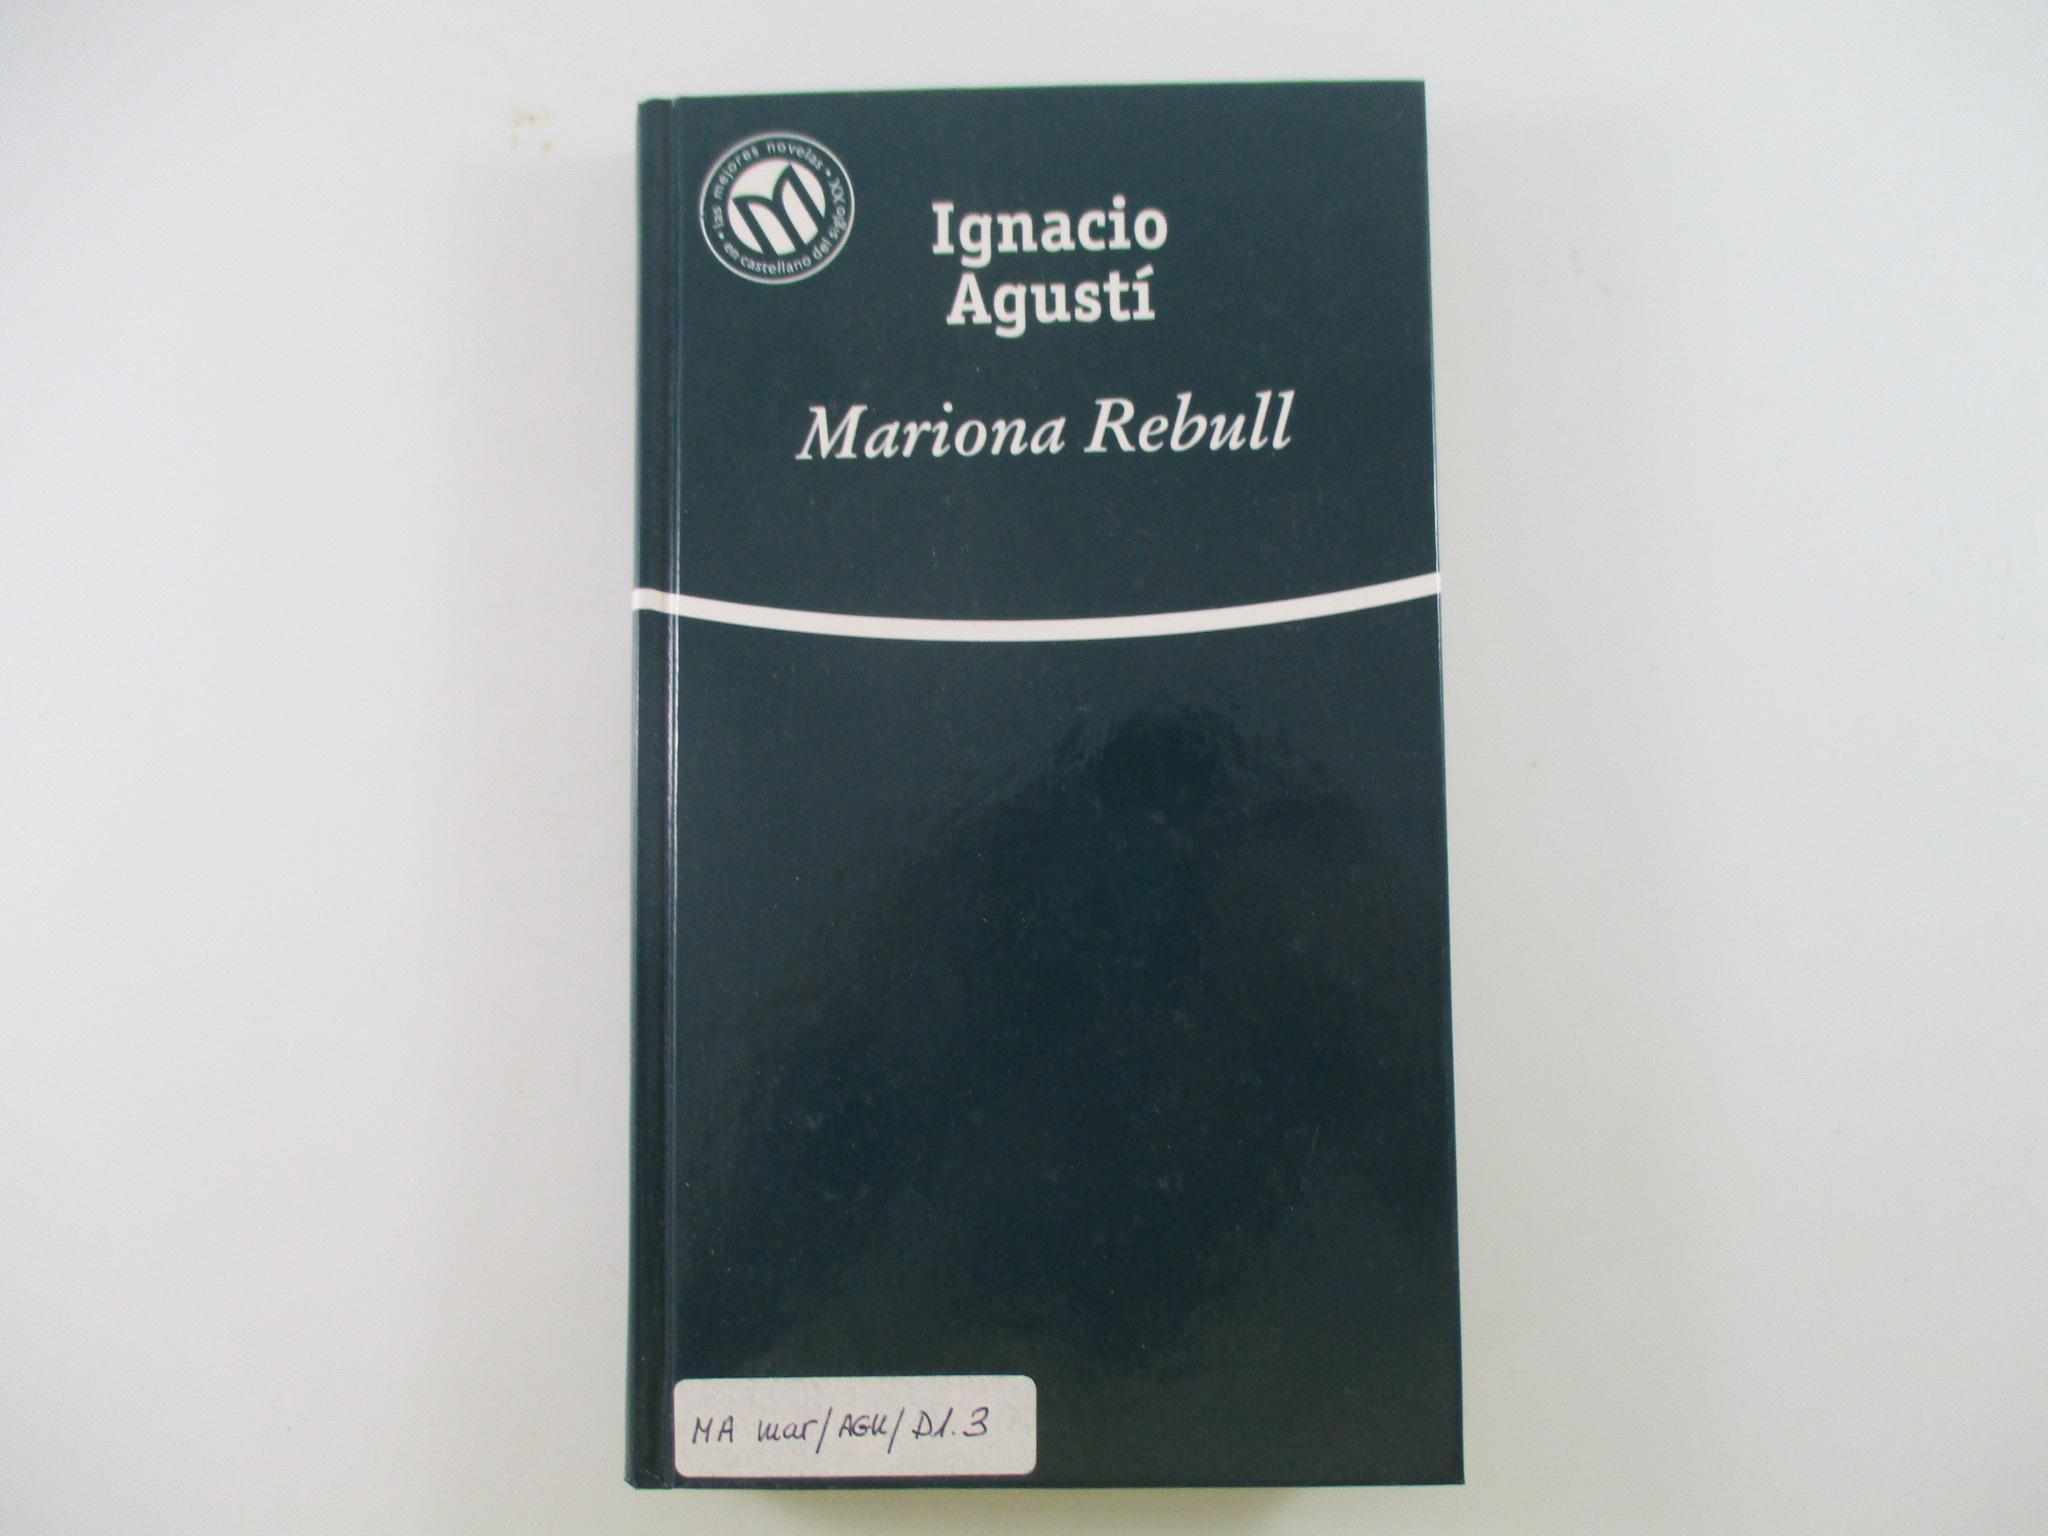 las mejores novelas • en castellano del siglo XX •
Ignacio
Agustí
Mariona Rebull
MA mar/AGU/D1.3